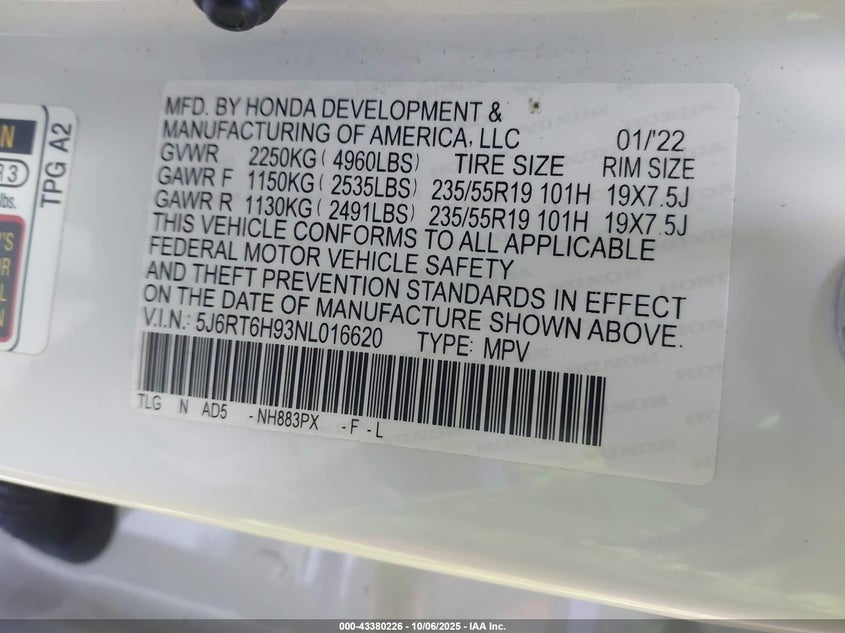 MFD. BY HONDA DEVELOPMENT &
MANUFACTURING OF AMERICA, LLC 01/'22
GVWR 2250KG ( 4960LBS) TIRE SIZE RIM SIZE
GAWR F 1150KG ( 2535LBS) 235/55R19 101H 19X7.5J
GAWR R 1130KG ( 2491LBS) 235/55R19 101H 19X7.5J
THIS VEHICLE CONFORMS TO ALL APPLICABLE
FEDERAL MOTOR VEHICLE SAFETY
AND THEFT PREVENTION STANDARDS IN EFFECT
ON THE DATE OF MANUFACTURE SHOWN ABOVE.
V.I.N.: 5J6RT6H93NL016620 TYPE: MPV
TLG N AD5 -NH883PX -F-L
TPG A2
lbs.
000-43380226 - 10/06/2025 - IAA Inc.